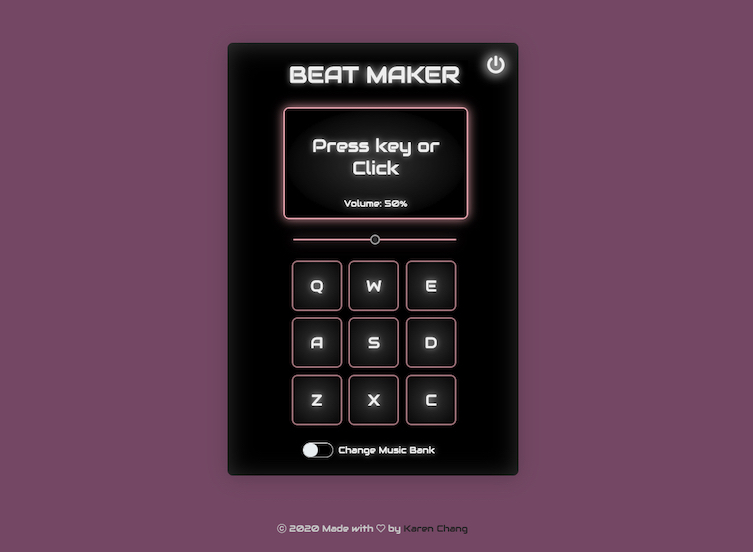 BEAT MAKER
Press key or
Click
Volume: 50%
Q W E
A S D
Z X C
Change Music Bank
© 2020 Made with ♡ by Karen Chang